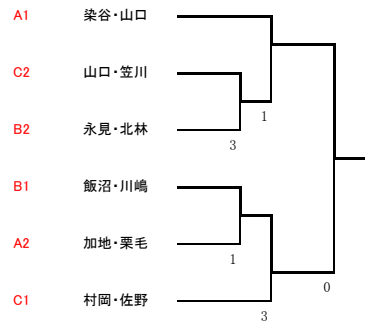 A1 染谷・山口
C2 山口・笠川
1
B2 永見・北林
3
B1 飯沼・川嶋
A2 加地・栗毛
1
0
C1 村岡・佐野
3